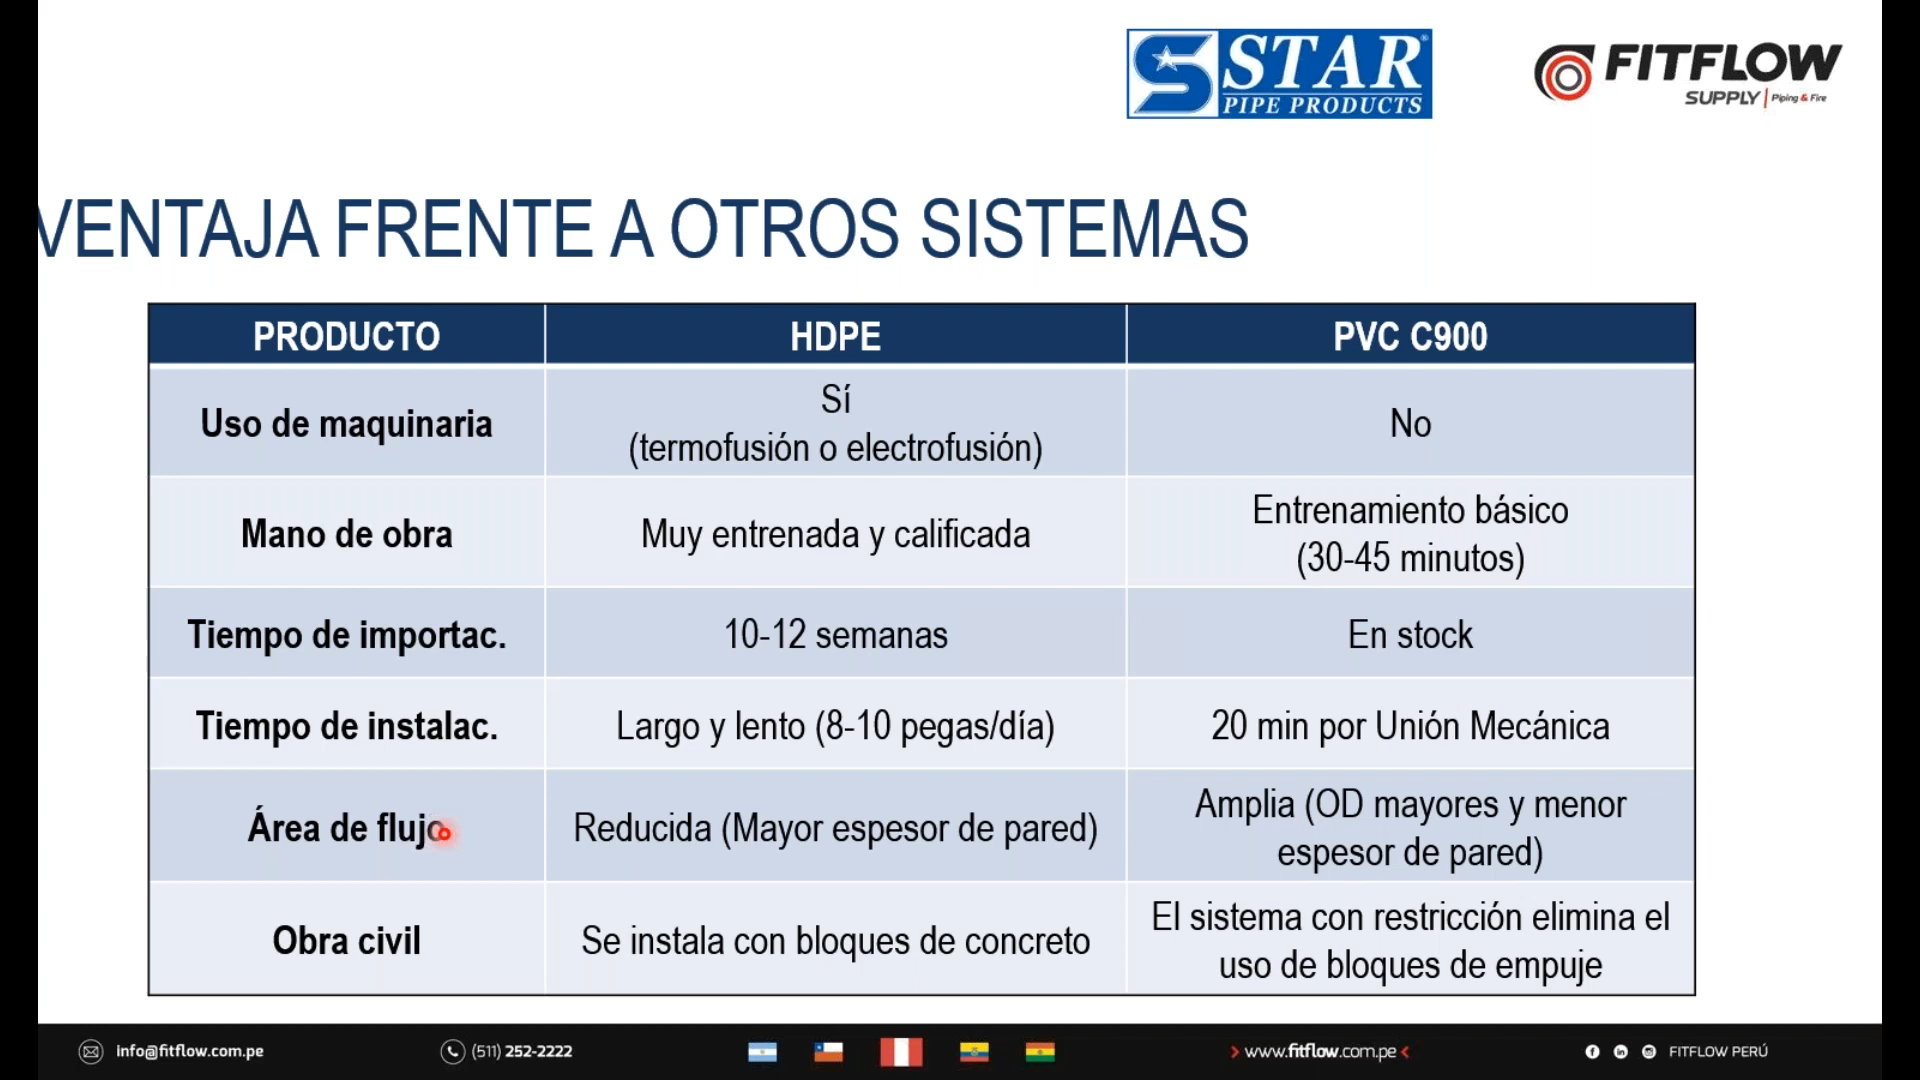 STAR
PIPE PRODUCTS
FITFLOW
SUPPLY | Piping & Fire
VENTAJA FRENTE A OTROS SISTEMAS
PRODUCTO HDPE PVC C900
Uso de maquinaria
Sí
(termofusión o electrofusión)
No
Mano de obra
Muy entrenada y calificada
Entrenamiento básico
(30-45 minutos)
Tiempo de importac. 10-12 semanas En stock
Tiempo de instalac. Largo y lento (8-10 pegas/día) 20 min por Unión Mecánica
Área de flujo
Reducida (Mayor espesor de pared)
Amplia (OD mayores y menor
espesor de pared)
Obra civil
Se instala con bloques de concreto
El sistema con restricción elimina el
uso de bloques de empuje
info@fitflow.com.pe (511) 252-2222 www.fitflow.com.pe FITFLOW PERÚ